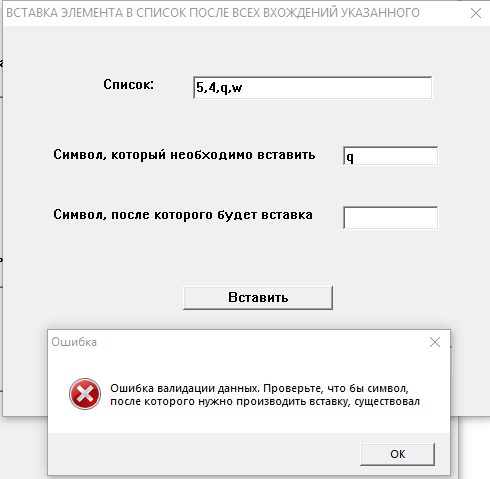 ВСТАВКА ЭЛЕМЕНТА В СПИСОК ПОСЛЕ ВСЕХ ВХОЖДЕНИЙ УКАЗАННОГО
Список: 5,4,q,w
Символ, который необходимо вставить q
Символ, после которого будет вставка
Вставить
Ошибка
Ошибка валидации данных. Проверьте, что бы символ,
после которого нужно производить вставку, существовал
OK